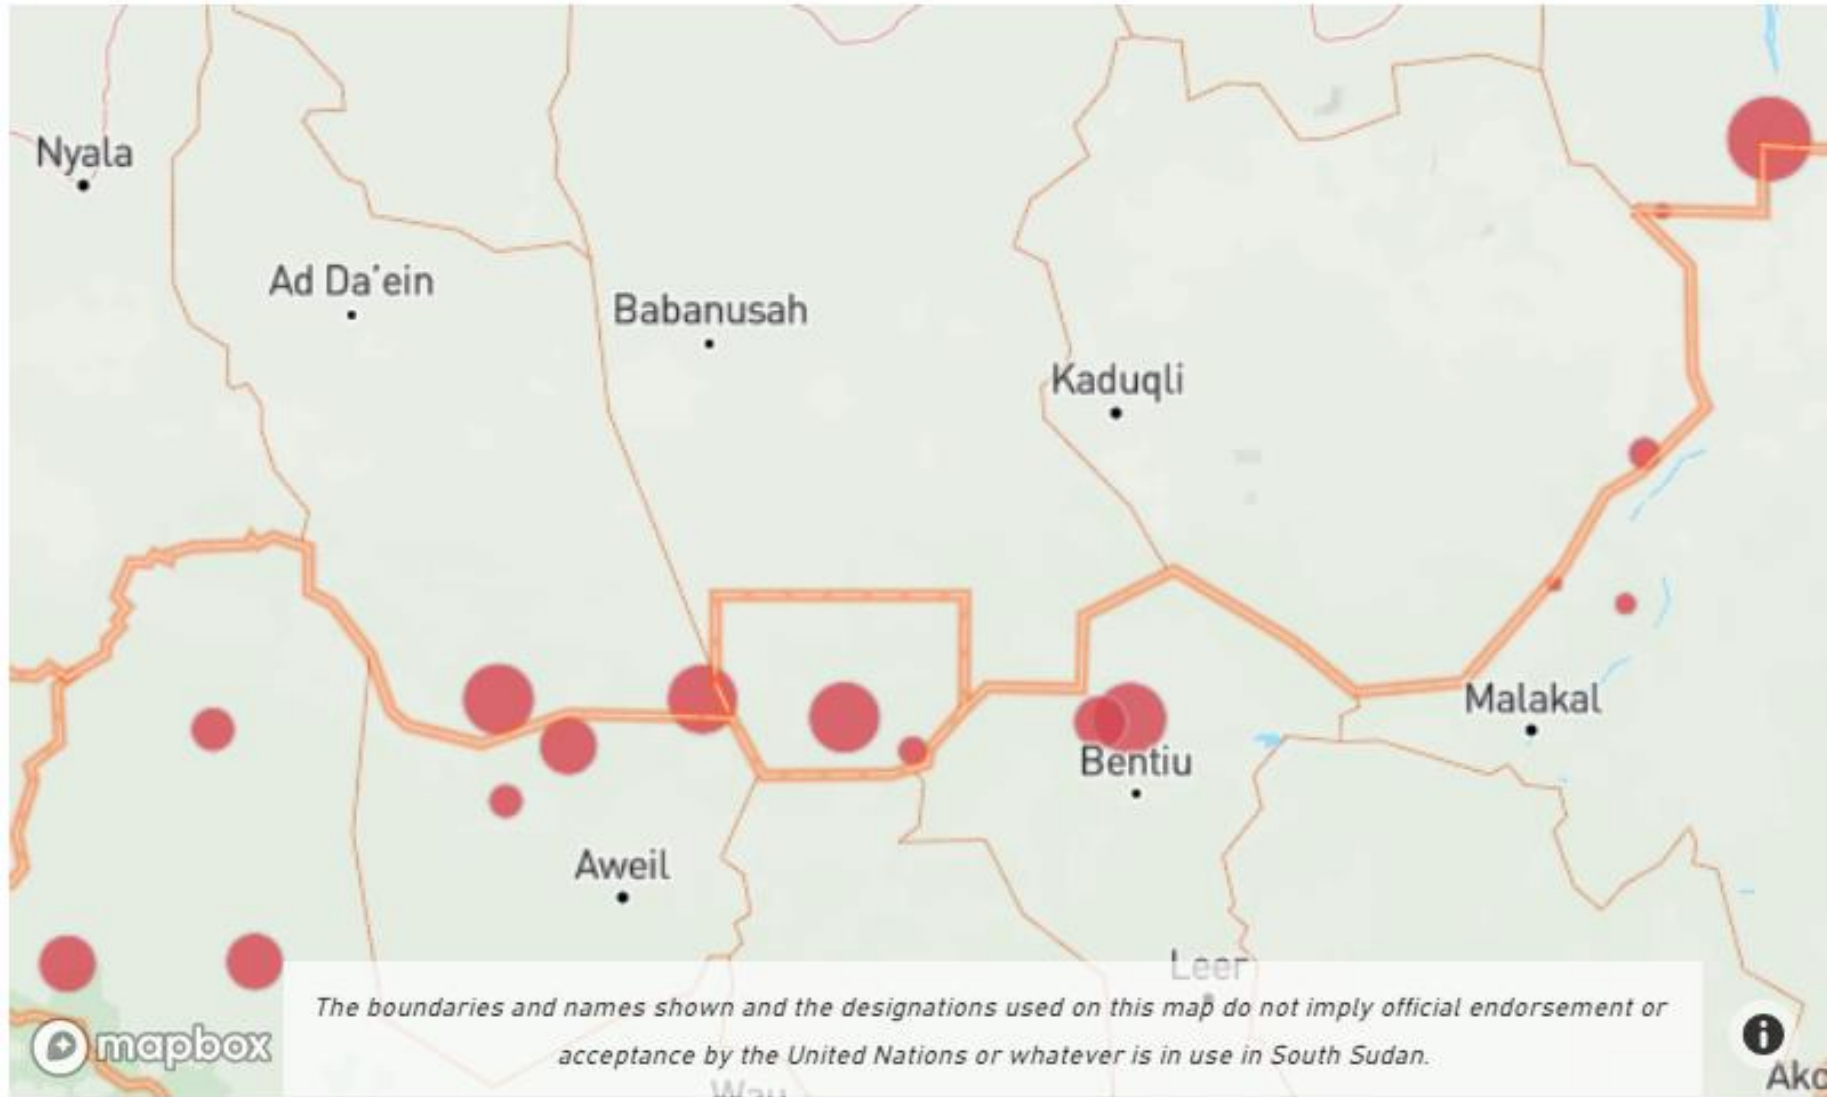 Nyala
Ad Da'ein
Babanusah
Kaduqli
Malakal
Bentiu
Aweil
Leer
The boundaries and names shown and the designations used on this map do not imply official endorsement or
acceptance by the United Nations or whatever is in use in South Sudan.
mapbox
i
Wau